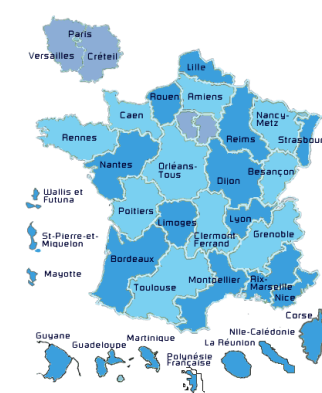 Paris
Versailles
Créteil
Lille
Rouen
Amiens
Caen
Nancy-
Metz
Rennes
Reims
Strasbour
Nantes
Orléans-
Tous
Besançon
Dijon
Wallis et
Futuna
Poitiers
Limoges
Lyon
St-Pierre-et-
Miquelon
Clermont
Ferrand
Grenoble
Bordeaux
Mayotte
Toulouse
Montpellier
Rix-
Marseille
Nice
Corse
Guyane
Guadeloupe
Martinique
Polynésie
Française
La Réunion
Nlle-Calédonie